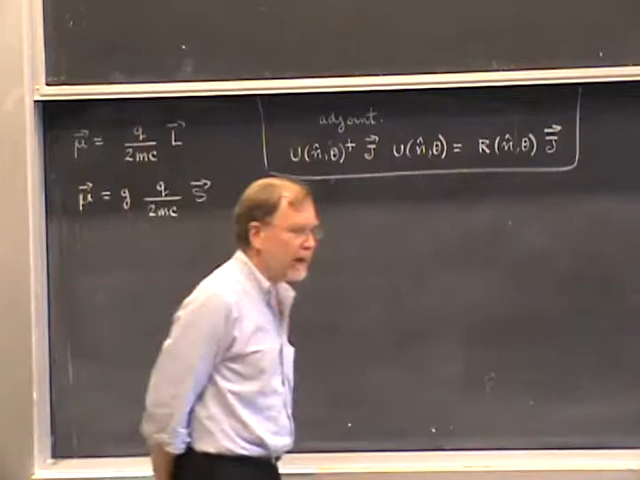 μ⃗ = q/2mc L⃗
μ⃗ = g q/2mc S⃗
adjoint.
U(n̂,θ)† J⃗ U(n̂,θ) = R(n̂,θ) J⃗